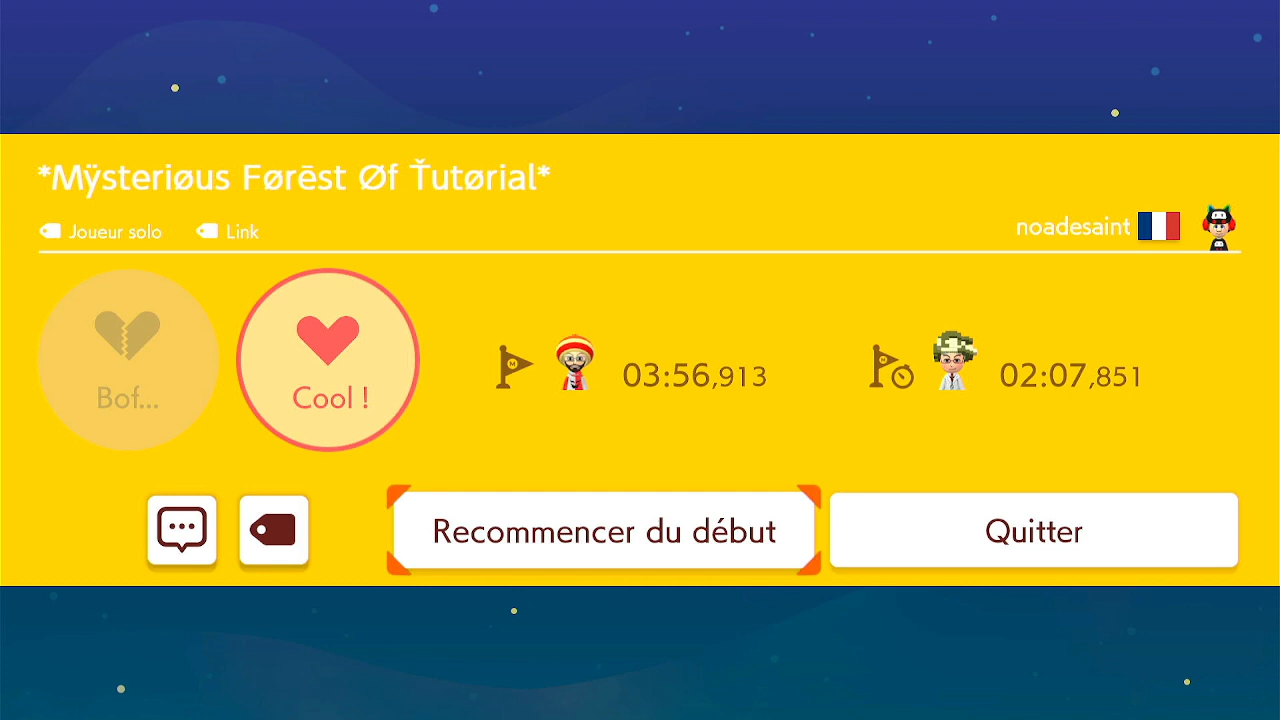 *Mÿsteriøus Førēst Øf Ťutørial*
Joueur solo Link
noadesaint
Bof...
Cool !
M 03:56,913
M 02:07,851
Recommencer du début
Quitter